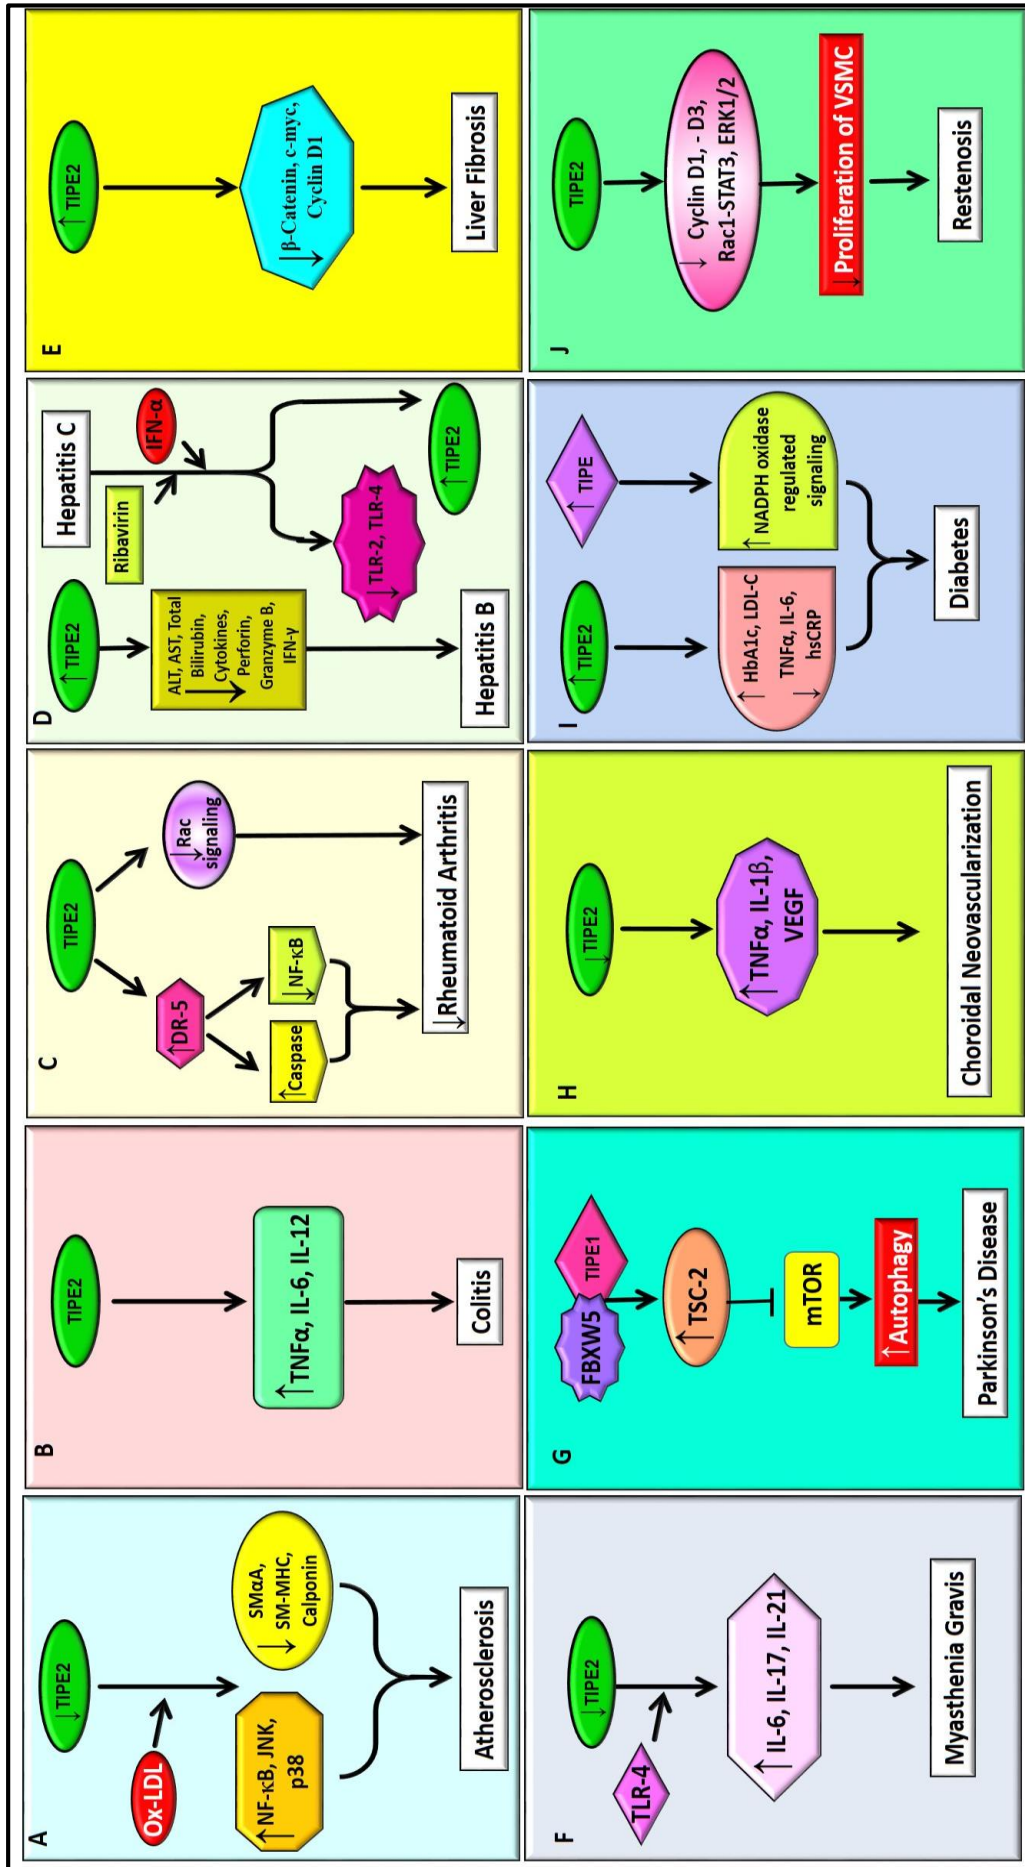 A
↓TIPE2
Ox-LDL
↑NF-κB, JNK,
p38
SMαA,
↓ SM-MHC,
Calponin
Atherosclerosis
B
TIPE2
↑TNFα, IL-6, IL-12
Colitis
C
TIPE2
↑DR-5
↓Rac
signaling
↑Caspase
↓NF-κB
↓Rheumatoid Arthritis
D
↑TIPE2
ALT, AST, Total
Bilirubin,
↓ Cytokines,
Perforin,
Granzyme B,
IFN-γ
Hepatitis B
Hepatitis C
Ribavirin
IFN-α
↓TLR-2, TLR-4
↑TIPE2
E
↑ TIPE2
↓β-Catenin, c-myc,
Cyclin D1
Liver Fibrosis
F
↓TIPE2
TLR-4
↑ IL-6, IL-17, IL-21
Myasthenia Gravis
G
FBXW5
TIPE1
↑ TSC-2
mTOR
↑Autophagy
Parkinson's Disease
H
↓TIPE2
↑TNFα, IL-1β,
VEGF
Choroidal Neovascularization
I
↑TIPE2
↑ TIPE
↑ HbA1c, LDL-C
TNFα, IL-6,
↓ hsCRP
↑ NADPH oxidase
regulated
signaling
Diabetes
J
TIPE2
↓ Cyclin D1, - D3,
Rac1-STAT3, ERK1/2
↓Proliferation of VSMC
Restenosis